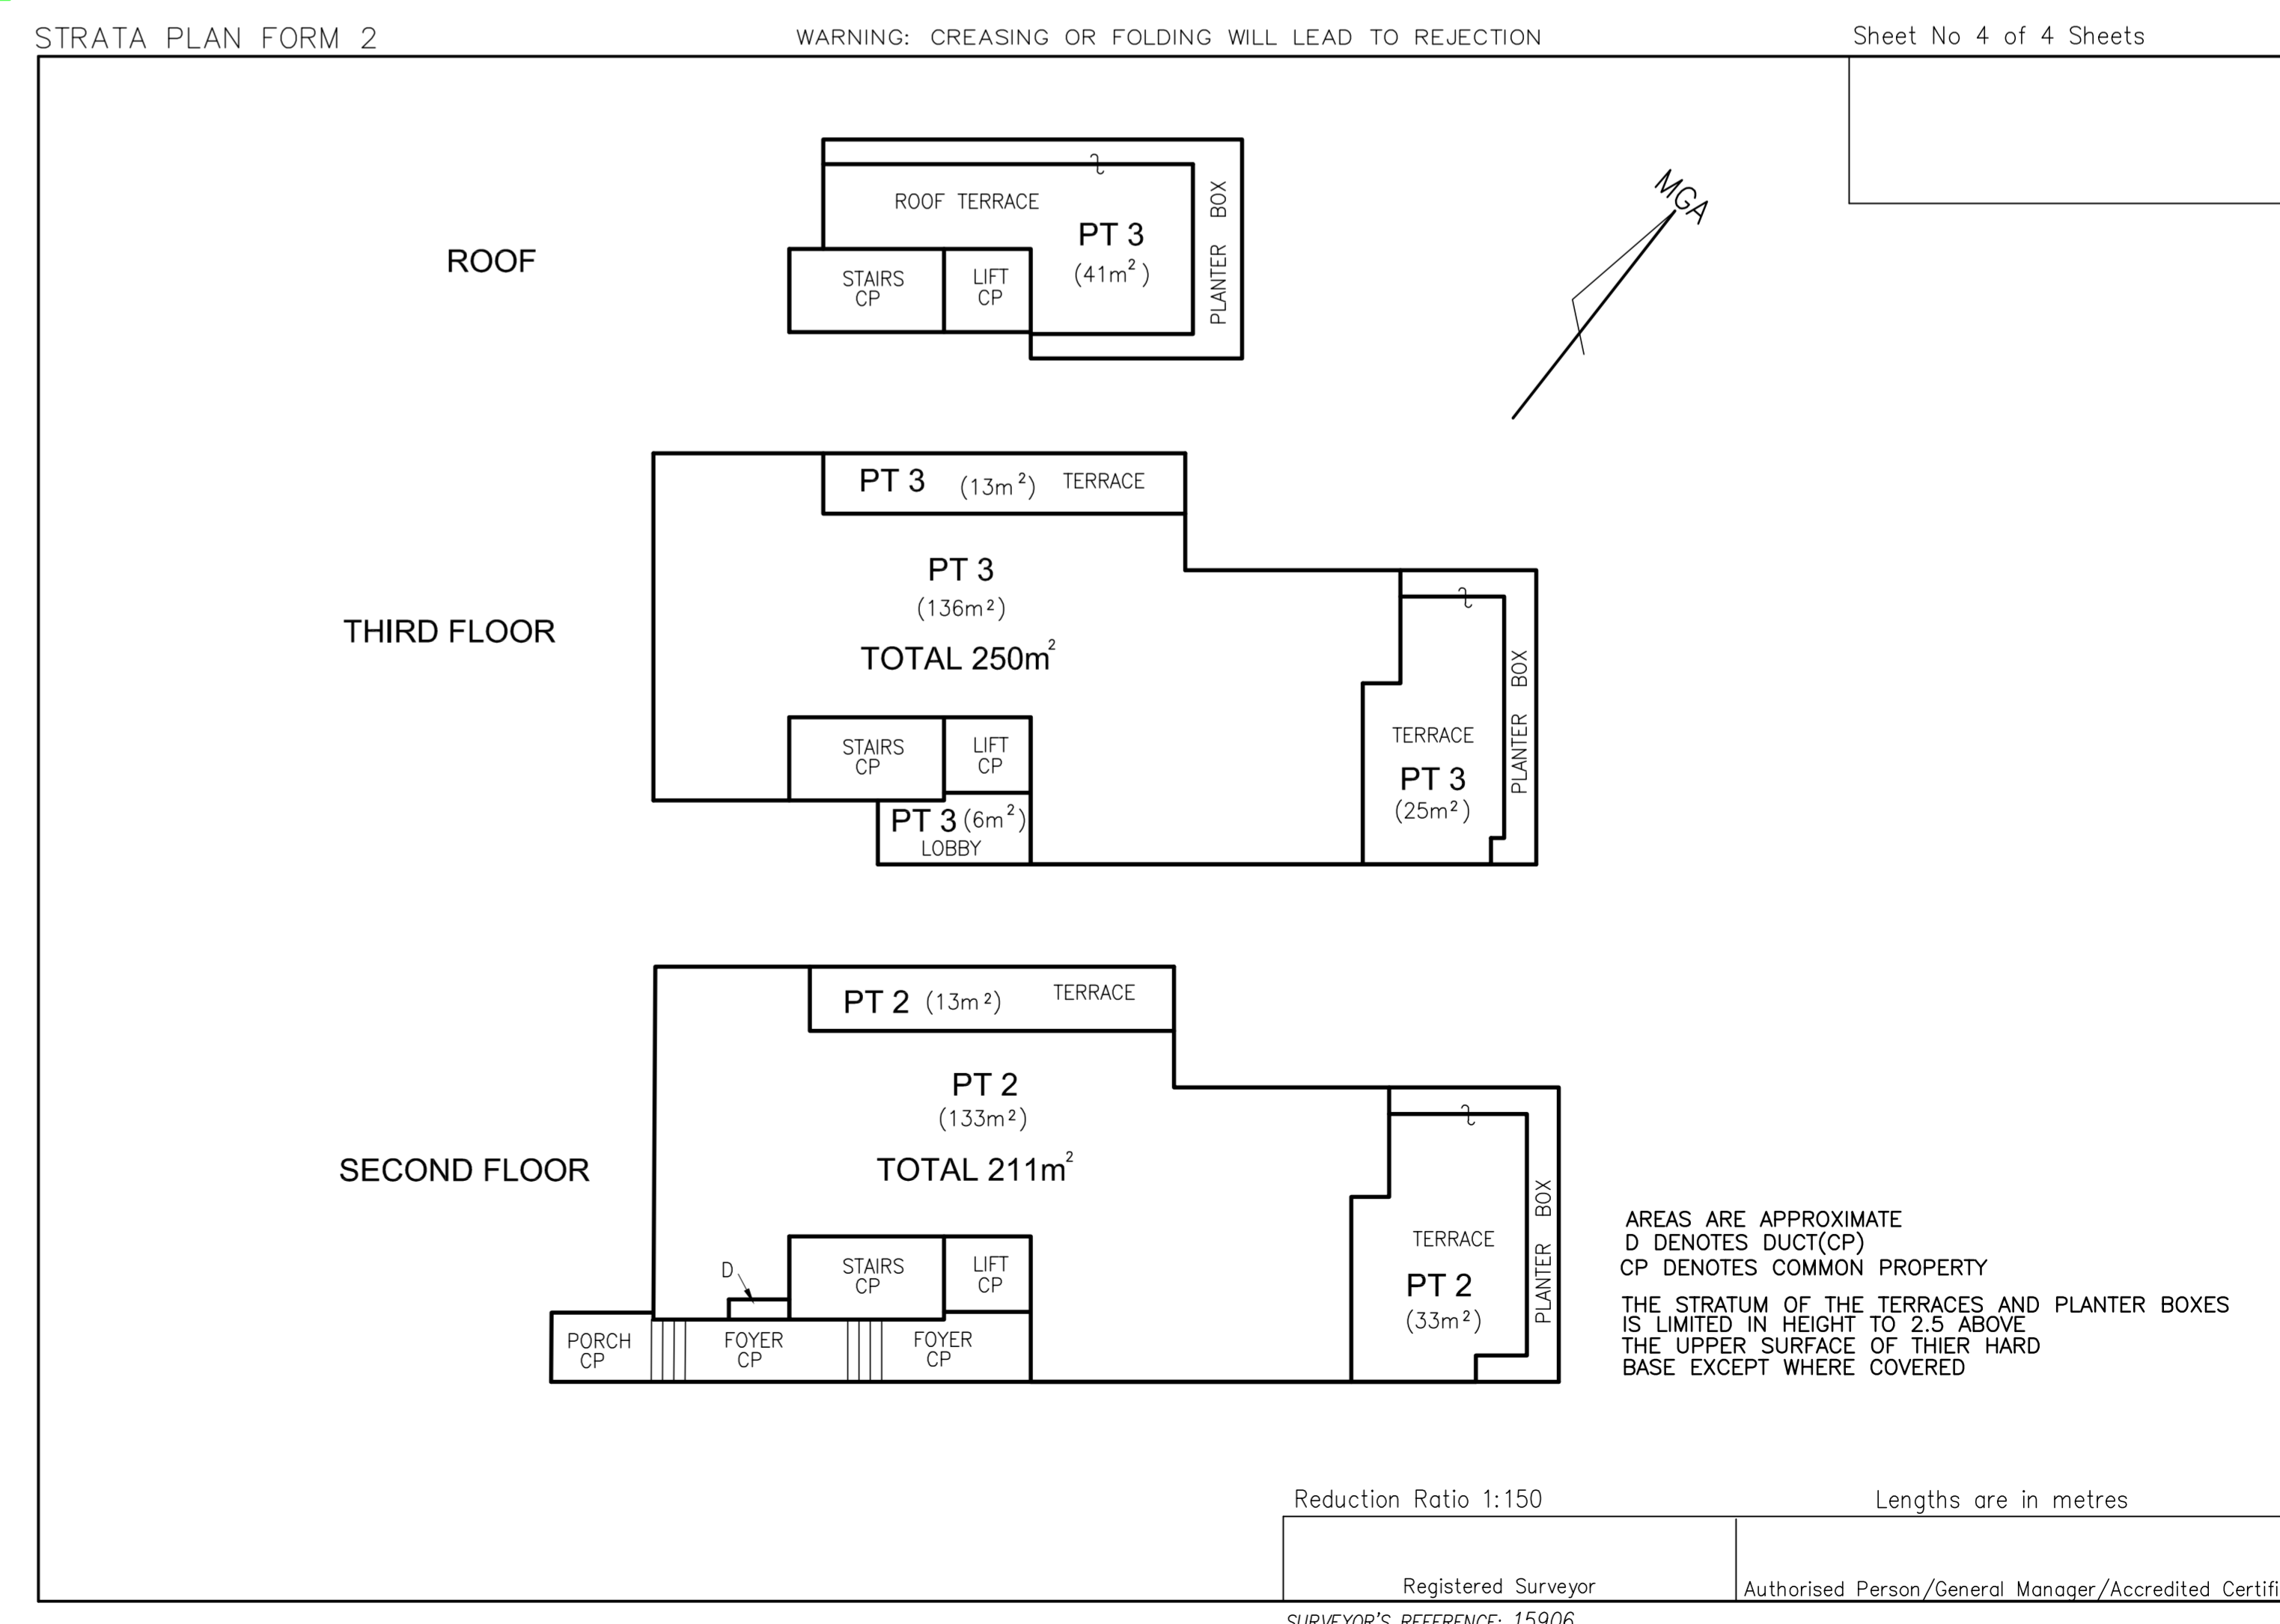 STRATA PLAN FORM 2
WARNING: CREASING OR FOLDING WILL LEAD TO REJECTION
Sheet No 4 of 4 Sheets
MGA
ROOF
ROOF TERRACE
PT 3
(41m²)
PLANTER BOX
STAIRS
CP
LIFT
CP
THIRD FLOOR
PT 3 (13m²) TERRACE
PT 3
(136m²)
TOTAL 250m²
STAIRS
CP
LIFT
CP
PT 3 (6m²)
LOBBY
TERRACE
PT 3
(25m²)
PLANTER BOX
SECOND FLOOR
PT 2 (13m²) TERRACE
PT 2
(133m²)
TOTAL 211m²
D
STAIRS
CP
LIFT
CP
PORCH
CP
FOYER
CP
FOYER
CP
TERRACE
PT 2
(33m²)
PLANTER BOX
AREAS ARE APPROXIMATE
D DENOTES DUCT(CP)
CP DENOTES COMMON PROPERTY
THE STRATUM OF THE TERRACES AND PLANTER BOXES
IS LIMITED IN HEIGHT TO 2.5 ABOVE
THE UPPER SURFACE OF THIER HARD
BASE EXCEPT WHERE COVERED
Reduction Ratio 1:150
Lengths are in metres
Registered Surveyor
Authorised Person/General Manager/Accredited Certifi
SURVEYOR'S REFERENCE: 15906